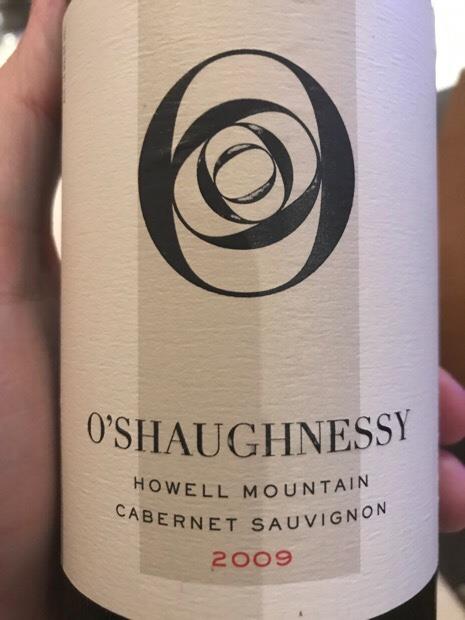 O'SHAUGHNESSY
HOWELL MOUNTAIN
CABERNET SAUVIGNON
2009